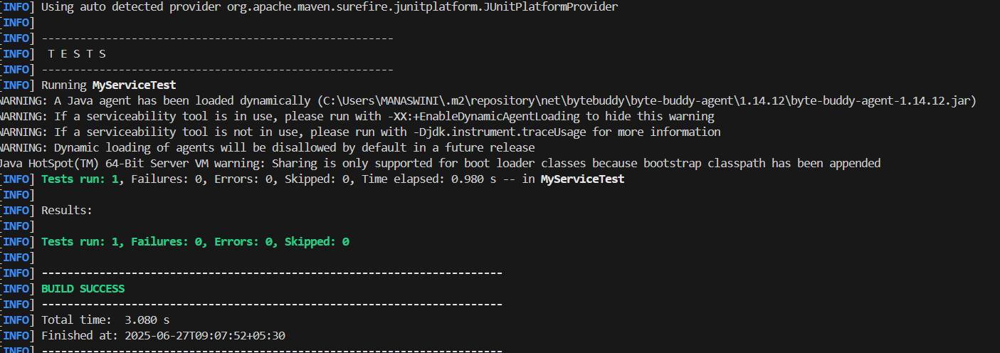 [INFO] Using auto detected provider org.apache.maven.surefire.junitplatform.JUnitPlatformProvider
[INFO]
[INFO] -------------------------------------------------------
[INFO]  T E S T S
[INFO] -------------------------------------------------------
[INFO] Running MyServiceTest
WARNING: A Java agent has been loaded dynamically (C:\Users\MANASWINI\.m2\repository\net\bytebuddy\byte-buddy-agent\1.14.12\byte-buddy-agent-1.14.12.jar)
WARNING: If a serviceability tool is in use, please run with -XX:+EnableDynamicAgentLoading to hide this warning
WARNING: If a serviceability tool is not in use, please run with -Djdk.instrument.traceUsage for more information
WARNING: Dynamic loading of agents will be disallowed by default in a future release
Java HotSpot(TM) 64-Bit Server VM warning: Sharing is only supported for boot loader classes because bootstrap classpath has been appended
[INFO] Tests run: 1, Failures: 0, Errors: 0, Skipped: 0, Time elapsed: 0.980 s -- in MyServiceTest
[INFO]
[INFO] Results:
[INFO]
[INFO] Tests run: 1, Failures: 0, Errors: 0, Skipped: 0
[INFO]
[INFO] ------------------------------------------------------------------------
[INFO] BUILD SUCCESS
[INFO] ------------------------------------------------------------------------
[INFO] Total time:  3.080 s
[INFO] Finished at: 2025-06-27T09:07:52+05:30
[INFO] ------------------------------------------------------------------------